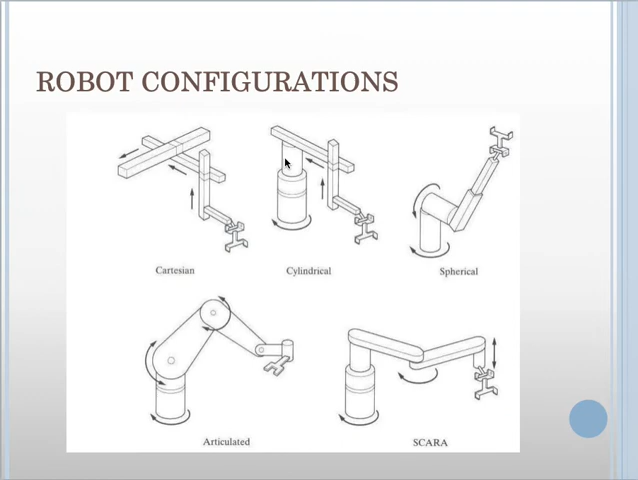 ROBOT CONFIGURATIONS
Cartesian
Cylindrical
Spherical
Articulated
SCARA